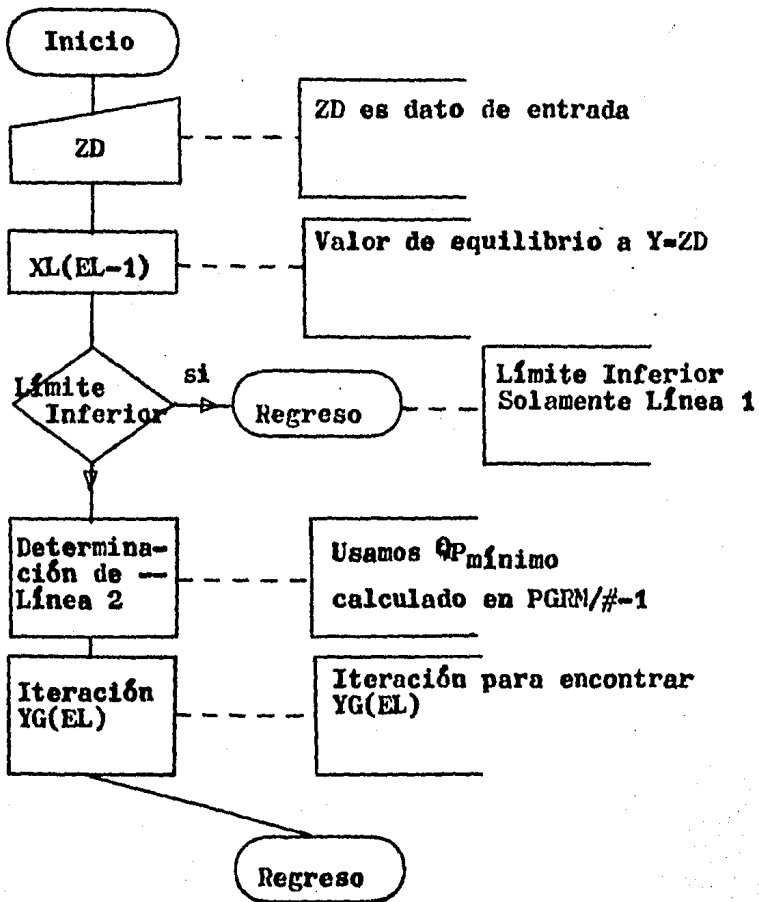 Inicio
ZD
ZD es dato de entrada
XL(EL-1)
Valor de equilibrio a Y=ZD
Límite
Inferior
si
Regreso
Límite Inferior
Solamente Línea 1
Determina-
ción de —
Línea 2
Usamos QPmínimo
calculado en PGRM/#-1
Iteración
YG(EL)
Iteración para encontrar
YG(EL)
Regreso